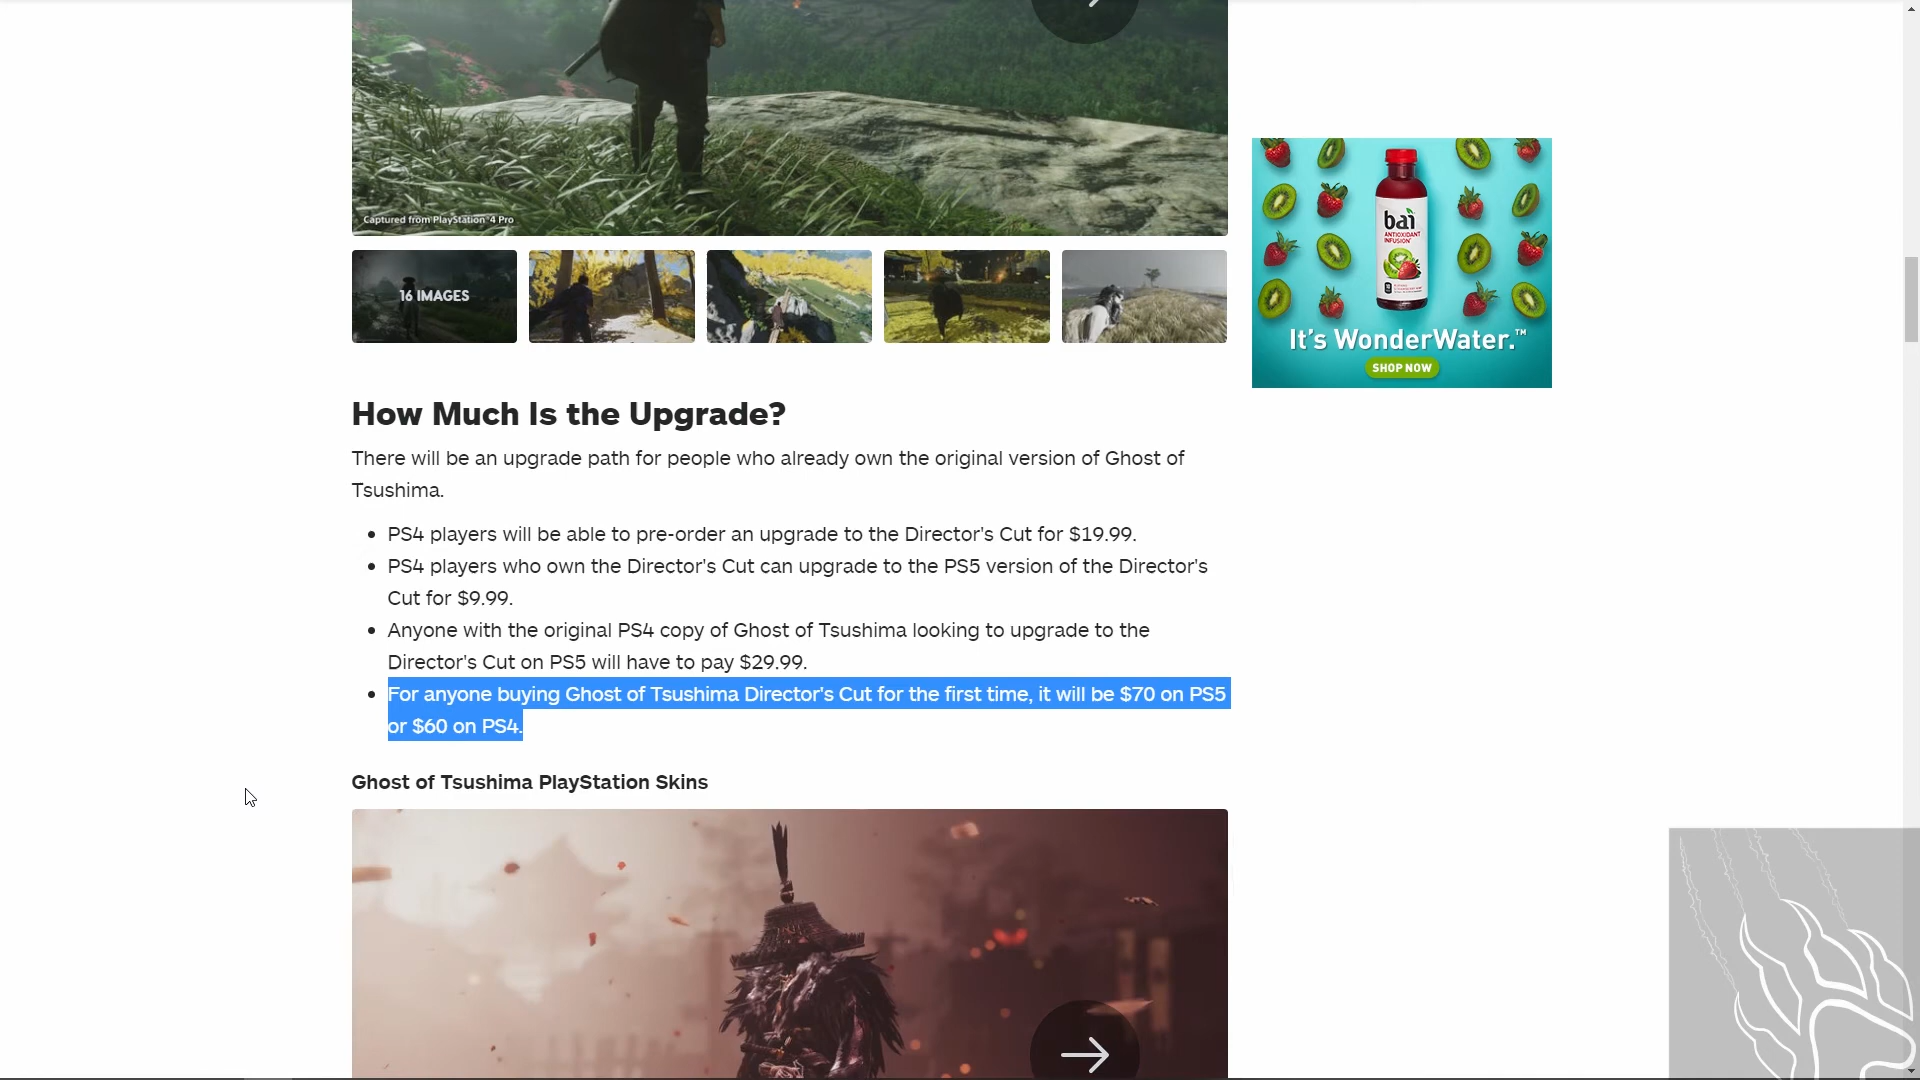 Captured from PlayStation®4 Pro
16 IMAGES
bai
ANTIOXIDANT
INFUSION
It's WonderWater.™
SHOP NOW
How Much Is the Upgrade?
There will be an upgrade path for people who already own the original version of Ghost of
Tsushima.
• PS4 players will be able to pre-order an upgrade to the Director's Cut for $19.99.
• PS4 players who own the Director's Cut can upgrade to the PS5 version of the Director's
Cut for $9.99.
• Anyone with the original PS4 copy of Ghost of Tsushima looking to upgrade to the
Director's Cut on PS5 will have to pay $29.99.
• For anyone buying Ghost of Tsushima Director's Cut for the first time, it will be $70 on PS5
or $60 on PS4.
Ghost of Tsushima PlayStation Skins